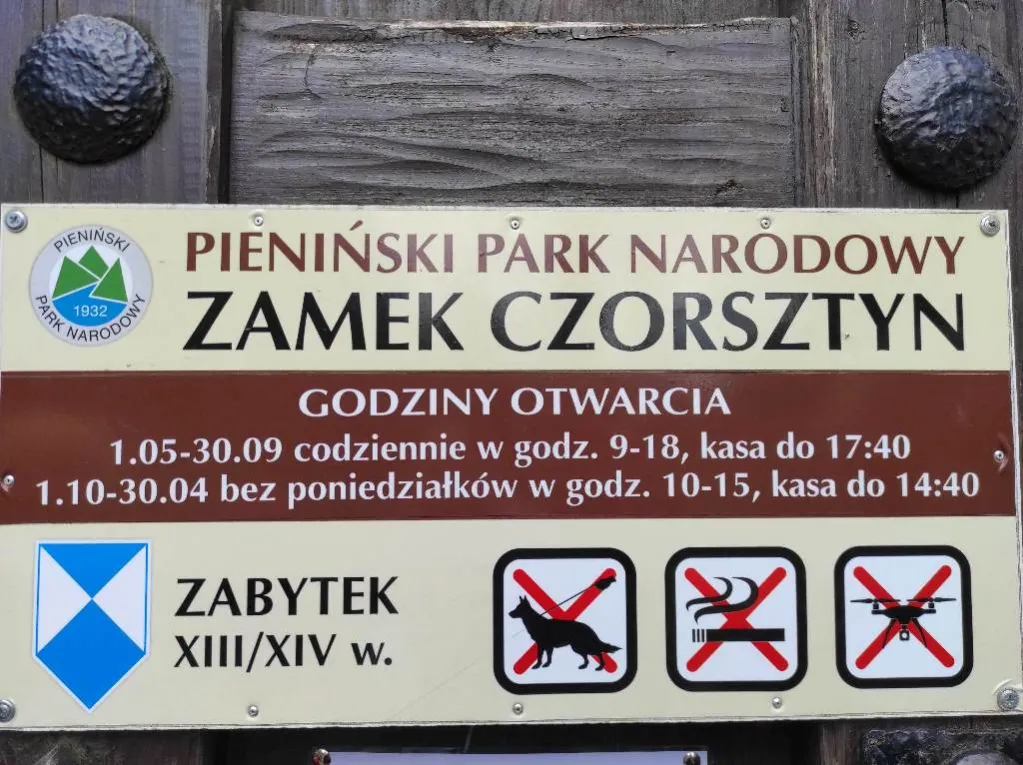 PIENIŃSKI
PARK NARODOWY
1932
PIENIŃSKI PARK NARODOWY
ZAMEK CZORSZTYN
GODZINY OTWARCIA
1.05-30.09 codziennie w godz. 9-18, kasa do 17:40
1.10-30.04 bez poniedziałków w godz. 10-15, kasa do 14:40
ZABYTEK
XIII/XIV w.